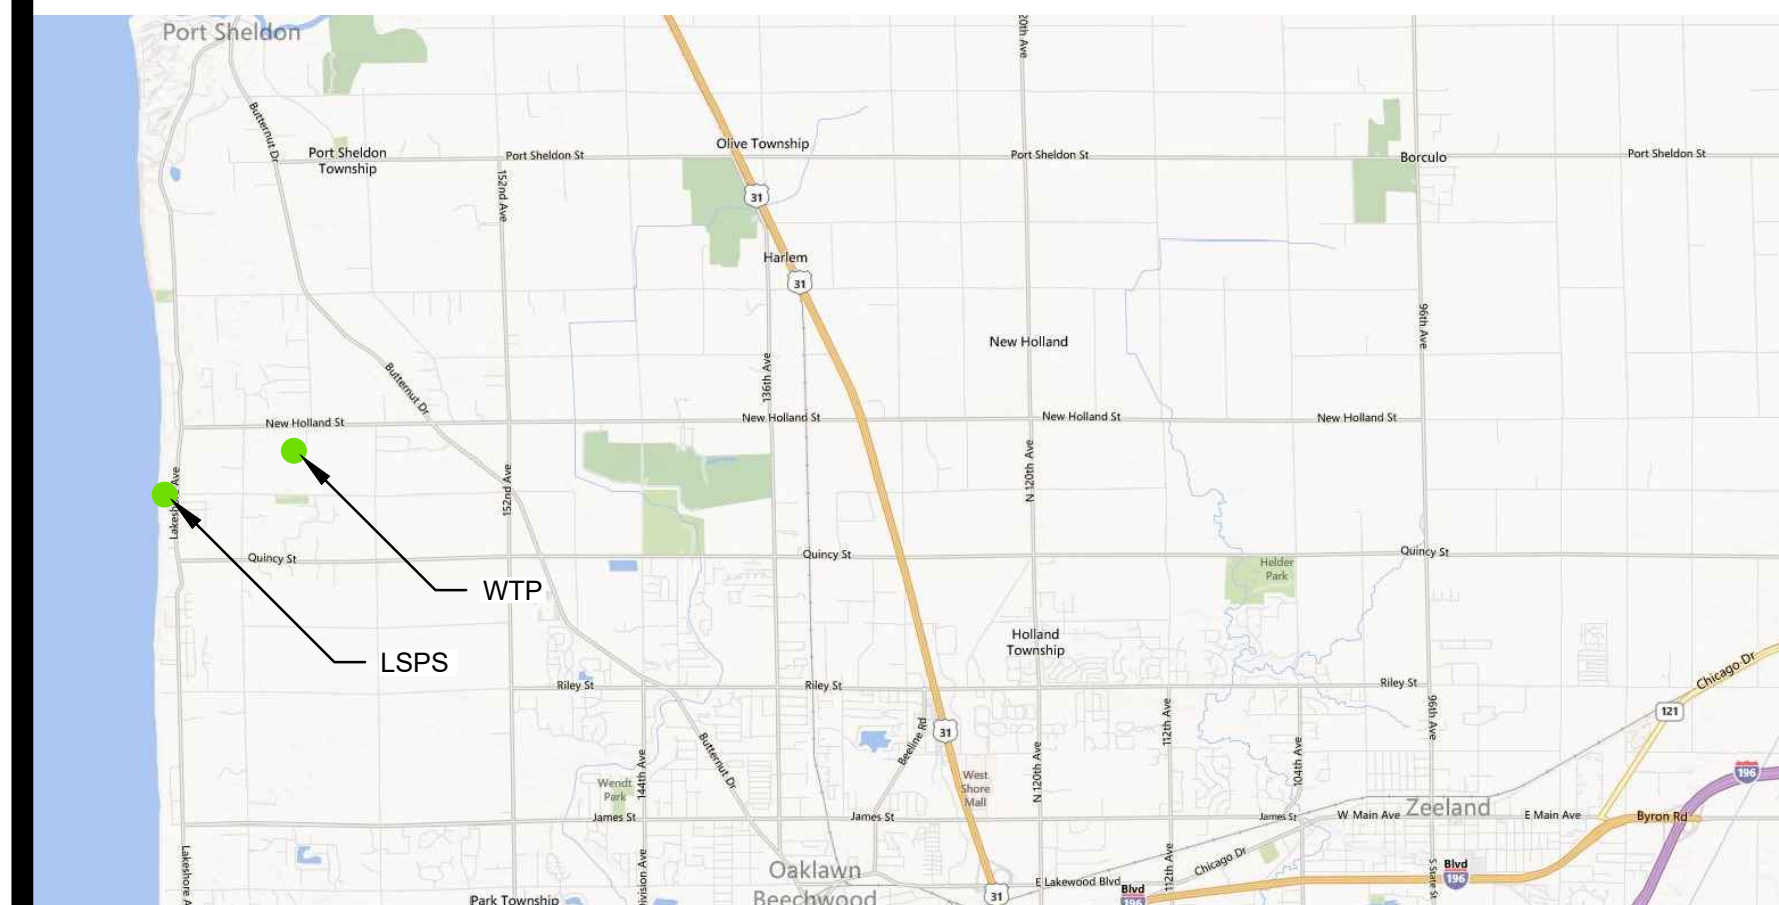 Port Sheldon
120th Ave
Butternut Dr
Olive Township
Port Sheldon
Township
Port Sheldon St
Port Sheldon St
Borculo
Port Sheldon St
152nd Ave
31
Harlem
31
96th Ave
New Holland
136th Ave
Butternut Dr
New Holland St
New Holland St
New Holland St
New Holland St
N 120th Ave
152nd Ave
Quincy St
Quincy St
Quincy St
Helder
Park
WTP
Holland
Township
LSPS
Riley St
Riley St
Riley St
Chicago Dr
121
96th Ave
112th Ave
Beeline Rd
31
Butternut Dr
144th Ave
N 120th Ave
104th Ave
196
West
Shore
Mall
Wendt
Park
James St
James St
James St
W Main Ave
Zeeland
E Main Ave
Byron Rd
Lakeshore A
Oaklawn
Beechwood
E Lakewood Blvd
112th Ave
Chicago Dr
Blvd
196
Blvd
196
S State St
31
Park Township